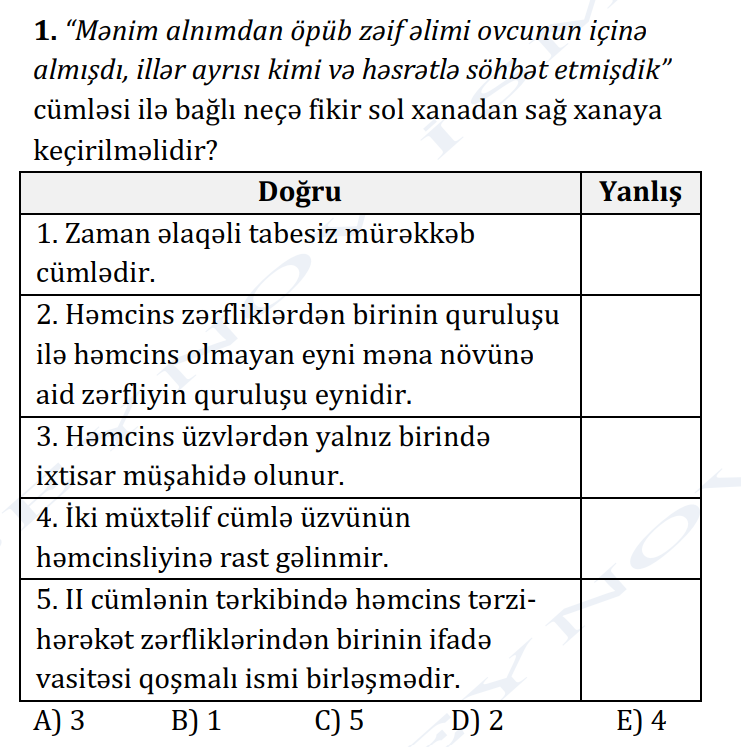 1. “Mənim alnımdan öpüb zəif əlimi ovcunun içinə
almışdı, illər ayrısı kimi və həsrətlə söhbət etmişdik”
cümləsi ilə bağlı neçə fikir sol xanadan sağ xanaya
keçirilməlidir?
Doğru Yanlış
1. Zaman əlaqəli tabesiz mürəkkəb
cümlədir.
2. Həmcins zərfliklərdən birinin quruluşu
ilə həmcins olmayan eyni məna növünə
aid zərfliyin quruluşu eynidir.
3. Həmcins üzvlərdən yalnız birində
ixtisar müşahidə olunur.
4. İki müxtəlif cümlə üzvünün
həmcinsliyinə rast gəlinmir.
5. II cümlənin tərkibində həmcins tərzi-
hərəkət zərfliklərindən birinin ifadə
vasitəsi qoşmalı ismi birləşmədir.
A) 3 B) 1 C) 5 D) 2 E) 4